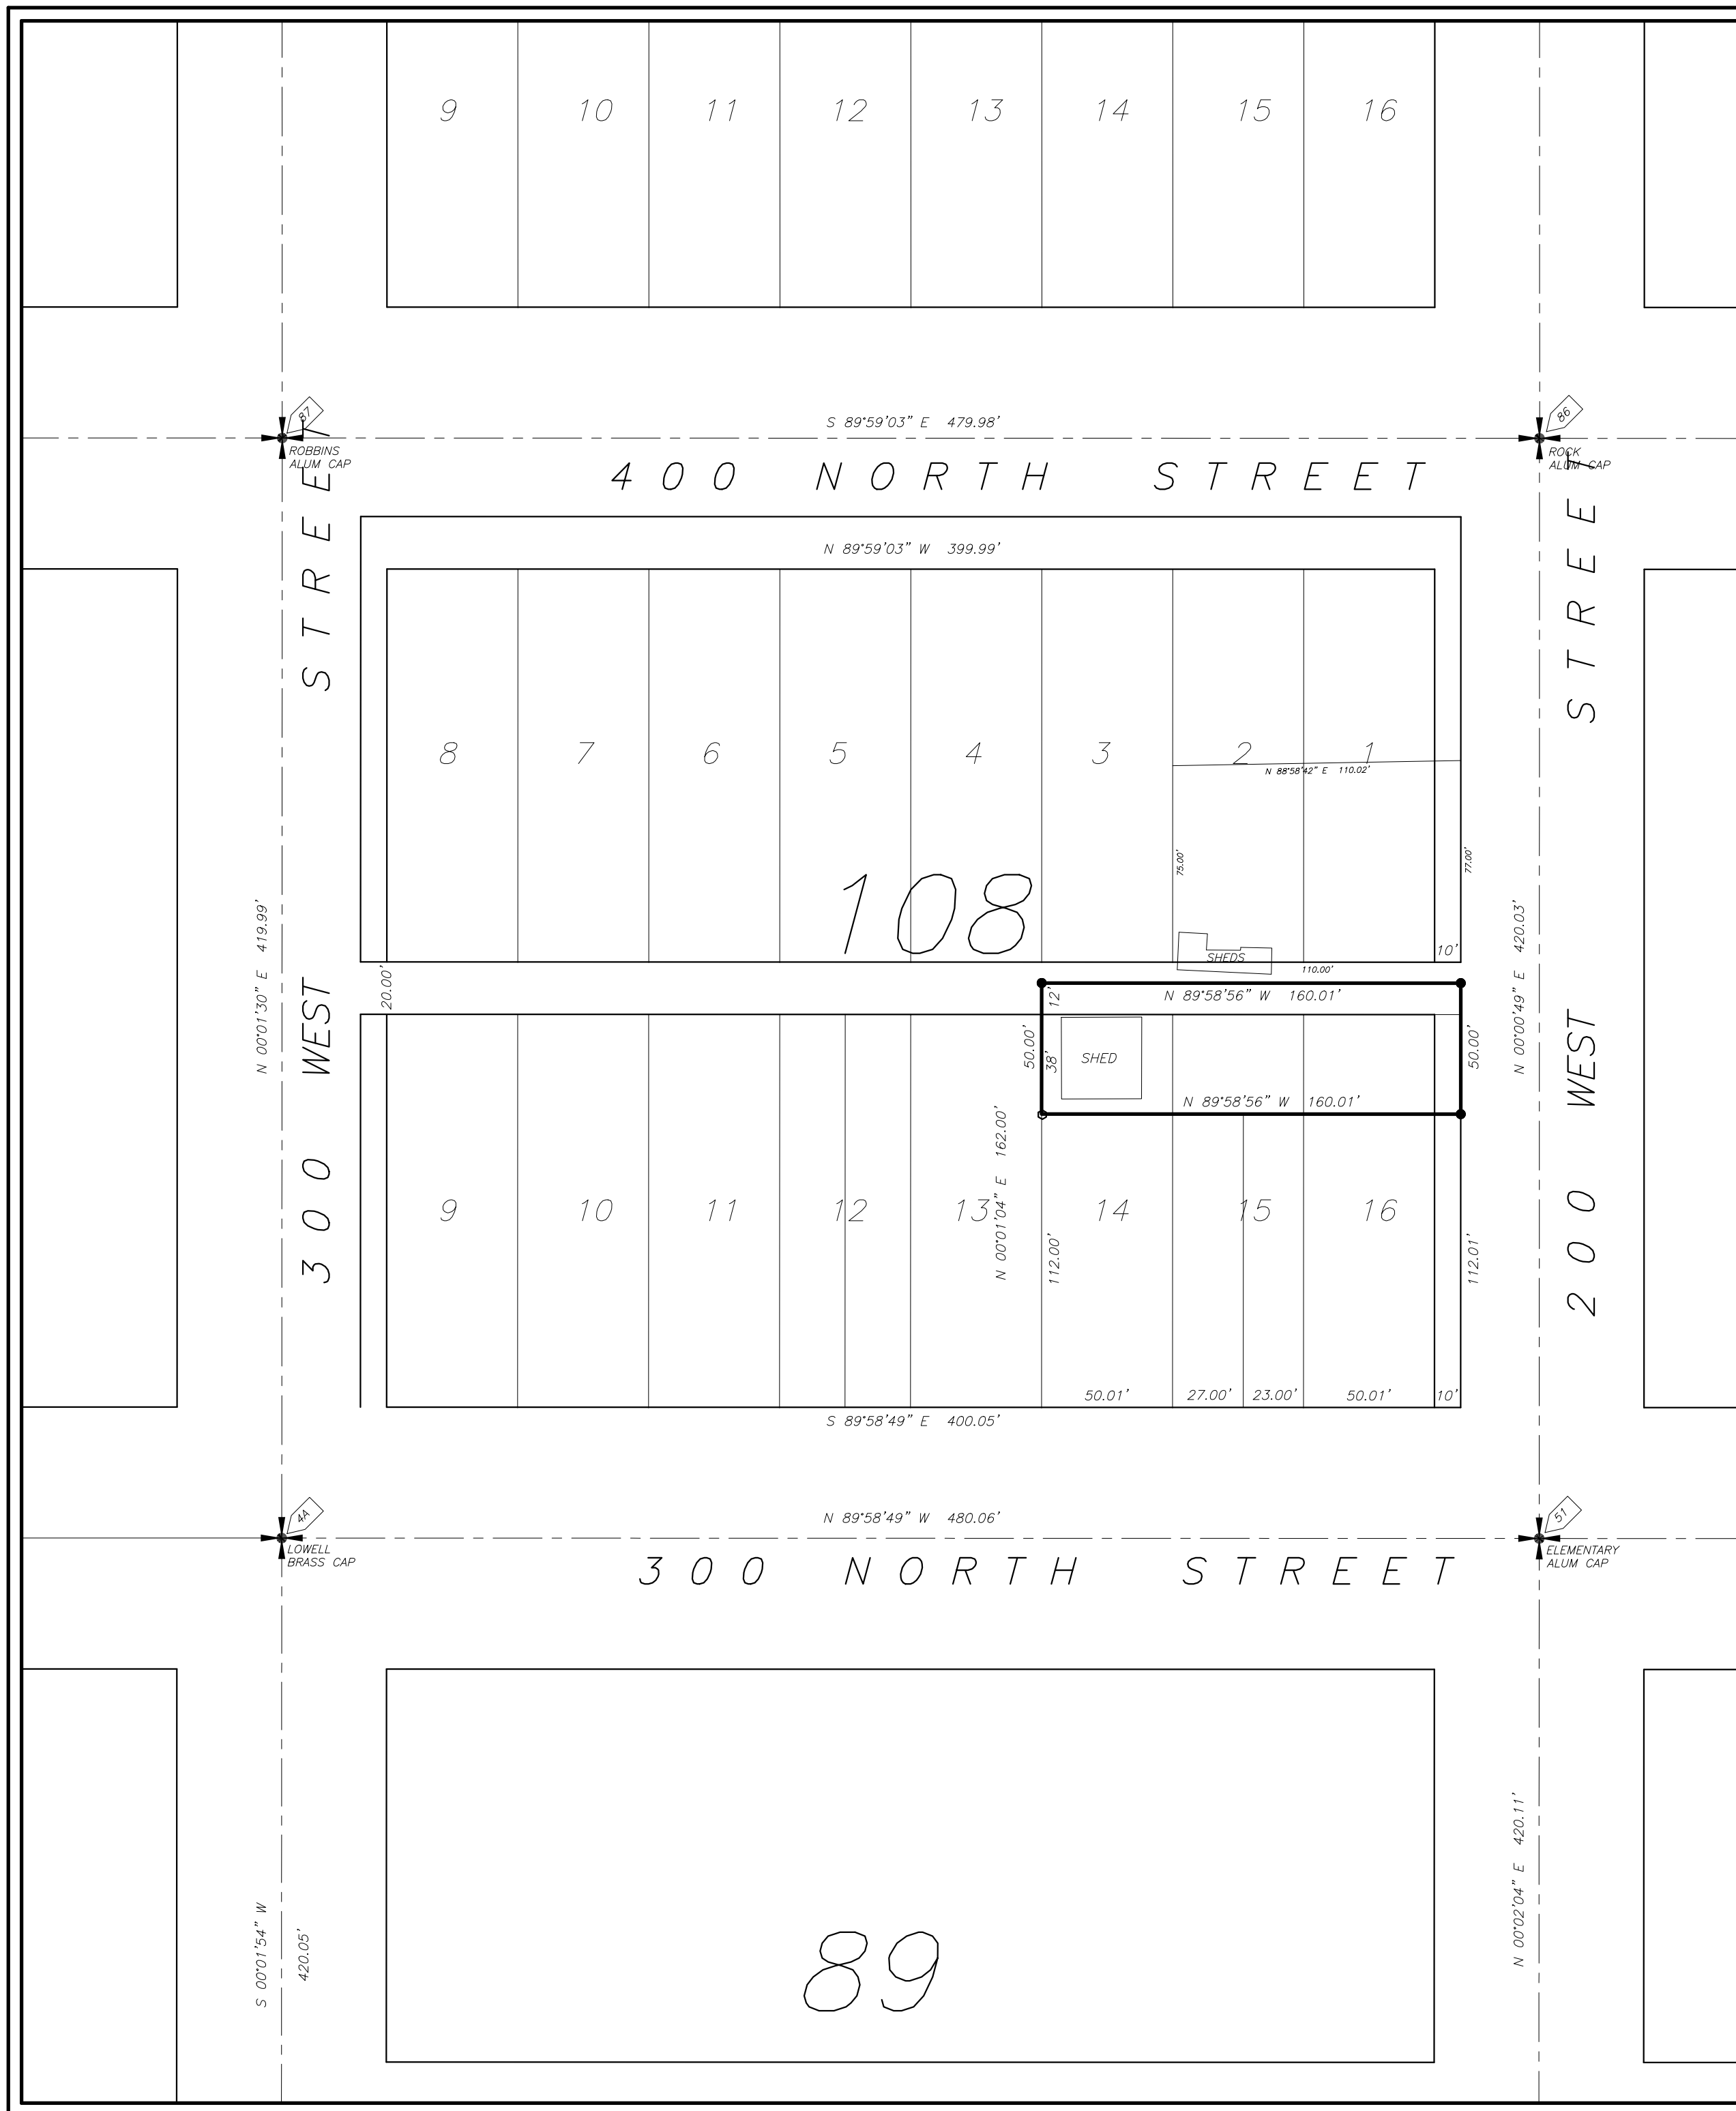 9 10 11 12 13 14 15 16
87
86
S 89°59'03" E 479.98'
ROBBINS
ALUM CAP
ROCK
ALUM CAP
400 NORTH STREET
N 89°59'03" W 399.99'
300 WEST STREET
200 WEST STREET
8 7 6 5 4 3 2 1
N 88°58'42" E 110.02'
75.00'
77.00'
108
N 00°01'30" E 419.99'
N 00°00'49" E 420.03'
20.00'
SHEDS
10'
110.00'
12'
N 89°58'56" W 160.01'
50.00'
38'
SHED
50.00'
N 89°58'56" W 160.01'
N 00°01'04" E 162.00'
9 10 11 12 13 14 15 16
112.00'
112.01'
50.01' 27.00' 23.00' 50.01' 10'
S 89°58'49" E 400.05'
4A
51
N 89°58'49" W 480.06'
LOWELL
BRASS CAP
ELEMENTARY
ALUM CAP
300 NORTH STREET
S 00°01'54" W
420.05'
N 00°02'04" E 420.11'
89